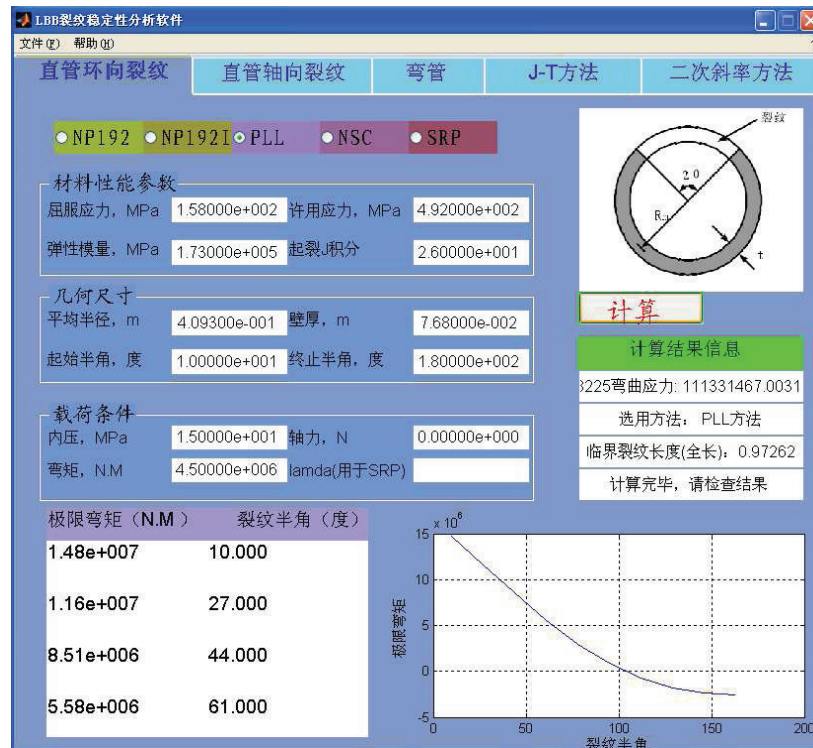 LBB裂纹稳定性分析软件
文件(F) 帮助(H)
直管环向裂纹 直管轴向裂纹 弯管 J-T方法 二次斜率方法
NP192 NP192I PLL NSC SRP
材料性能参数
屈服应力，MPa 1.58000e+002 许用应力，MPa 4.92000e+002
弹性模量，MPa 1.73000e+005 起裂J积分 2.60000e+001
几何尺寸
平均半径，m 4.09300e-001 壁厚，m 7.68000e-002
起始半角，度 1.00000e+001 终止半角，度 1.80000e+002
载荷条件
内压，MPa 1.50000e+001 轴力，N 0.00000e+000
弯矩，N.M 4.50000e+006 lamda(用于SRP)
裂纹
2θ
t
计算
计算结果信息
3225弯曲应力: 111331467.0031
选用方法： PLL方法
临界裂纹长度(全长)：0.97262
计算完毕，请检查结果
极限弯矩（N.M） 裂纹半角（度）
1.48e+007 10.000
1.16e+007 27.000
8.51e+006 44.000
5.58e+006 61.000
x 10^6
15
10
5
0
-5
极限弯矩
0 50 100 150 200
裂纹半角